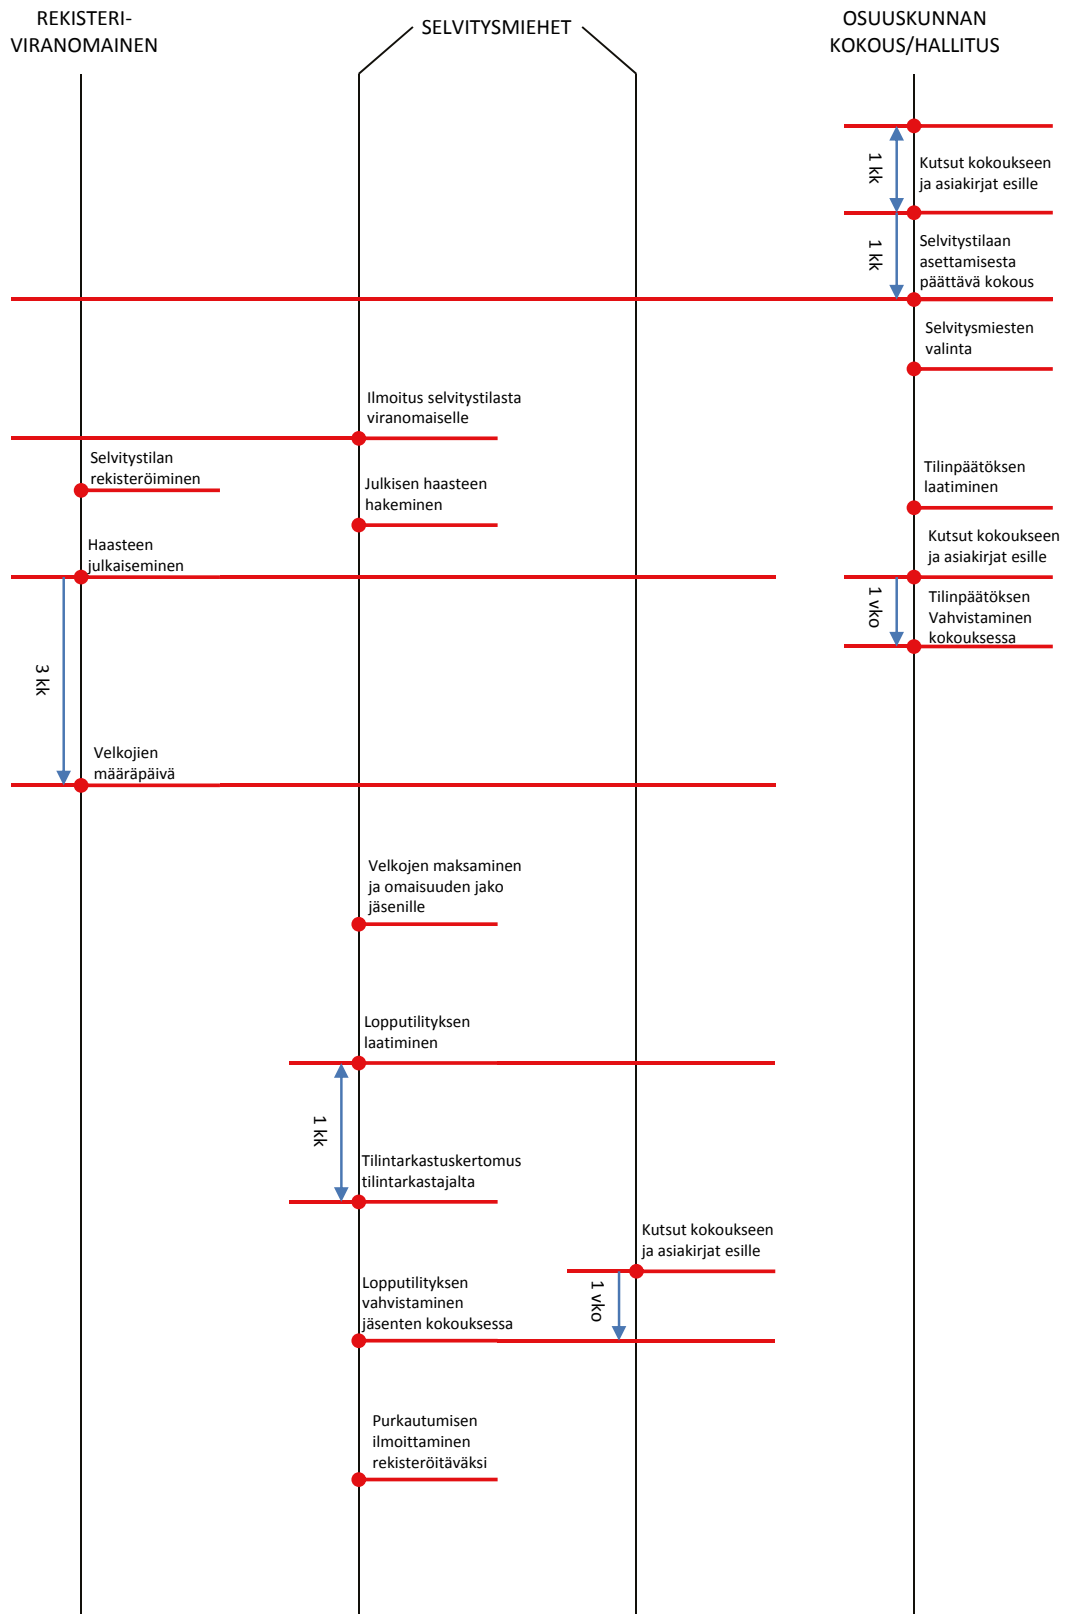 REKISTERI-
VIRANOMAINEN
SELVITYSMIEHET
OSUUSKUNNAN
KOKOUS/HALLITUS
1 kk
Kutsut kokoukseen
ja asiakirjat esille
1 kk
Selvitystilaan
asettamisesta
päättävä kokous
Selvitysmiesten
valinta
Ilmoitus selvitystilasta
viranomaiselle
Selvitystilan
rekisteröiminen
Julkisen haasteen
hakeminen
Tilinpäätöksen
laatiminen
Haasteen
julkaiseminen
Kutsut kokoukseen
ja asiakirjat esille
1 vko
Tilinpäätöksen
Vahvistaminen
kokouksessa
3 kk
Velkojien
määräpäivä
Velkojen maksaminen
ja omaisuuden jako
jäsenille
Lopputilityksen
laatiminen
1 kk
Tilintarkastuskertomus
tilintarkastajalta
Kutsut kokoukseen
ja asiakirjat esille
1 vko
Lopputilityksen
vahvistaminen
jäsenten kokouksessa
Purkautumisen
ilmoittaminen
rekisteröitäväksi